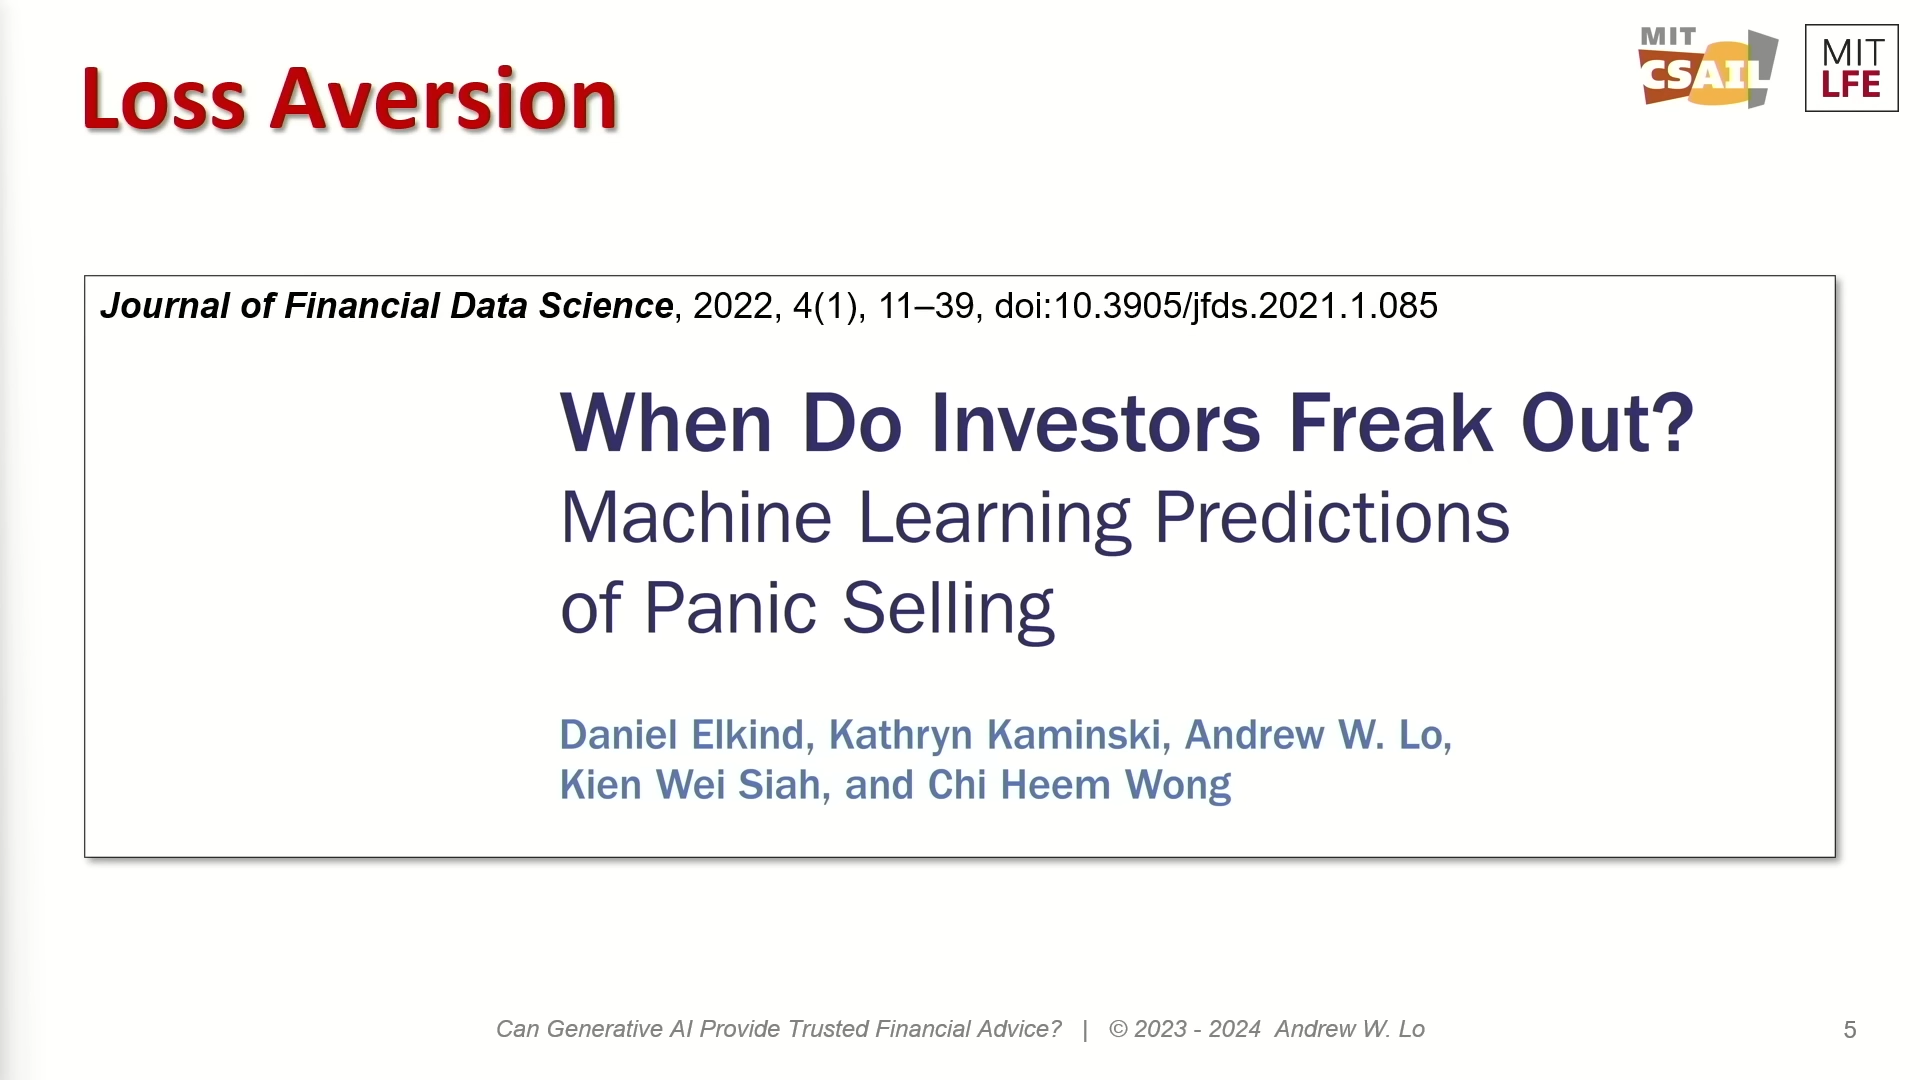 Loss Aversion
MIT
CSAIL
MIT
LFE
Journal of Financial Data Science, 2022, 4(1), 11–39, doi:10.3905/jfds.2021.1.085
When Do Investors Freak Out?
Machine Learning Predictions
of Panic Selling
Daniel Elkind, Kathryn Kaminski, Andrew W. Lo,
Kien Wei Siah, and Chi Heem Wong
Can Generative AI Provide Trusted Financial Advice? | © 2023 - 2024 Andrew W. Lo
5